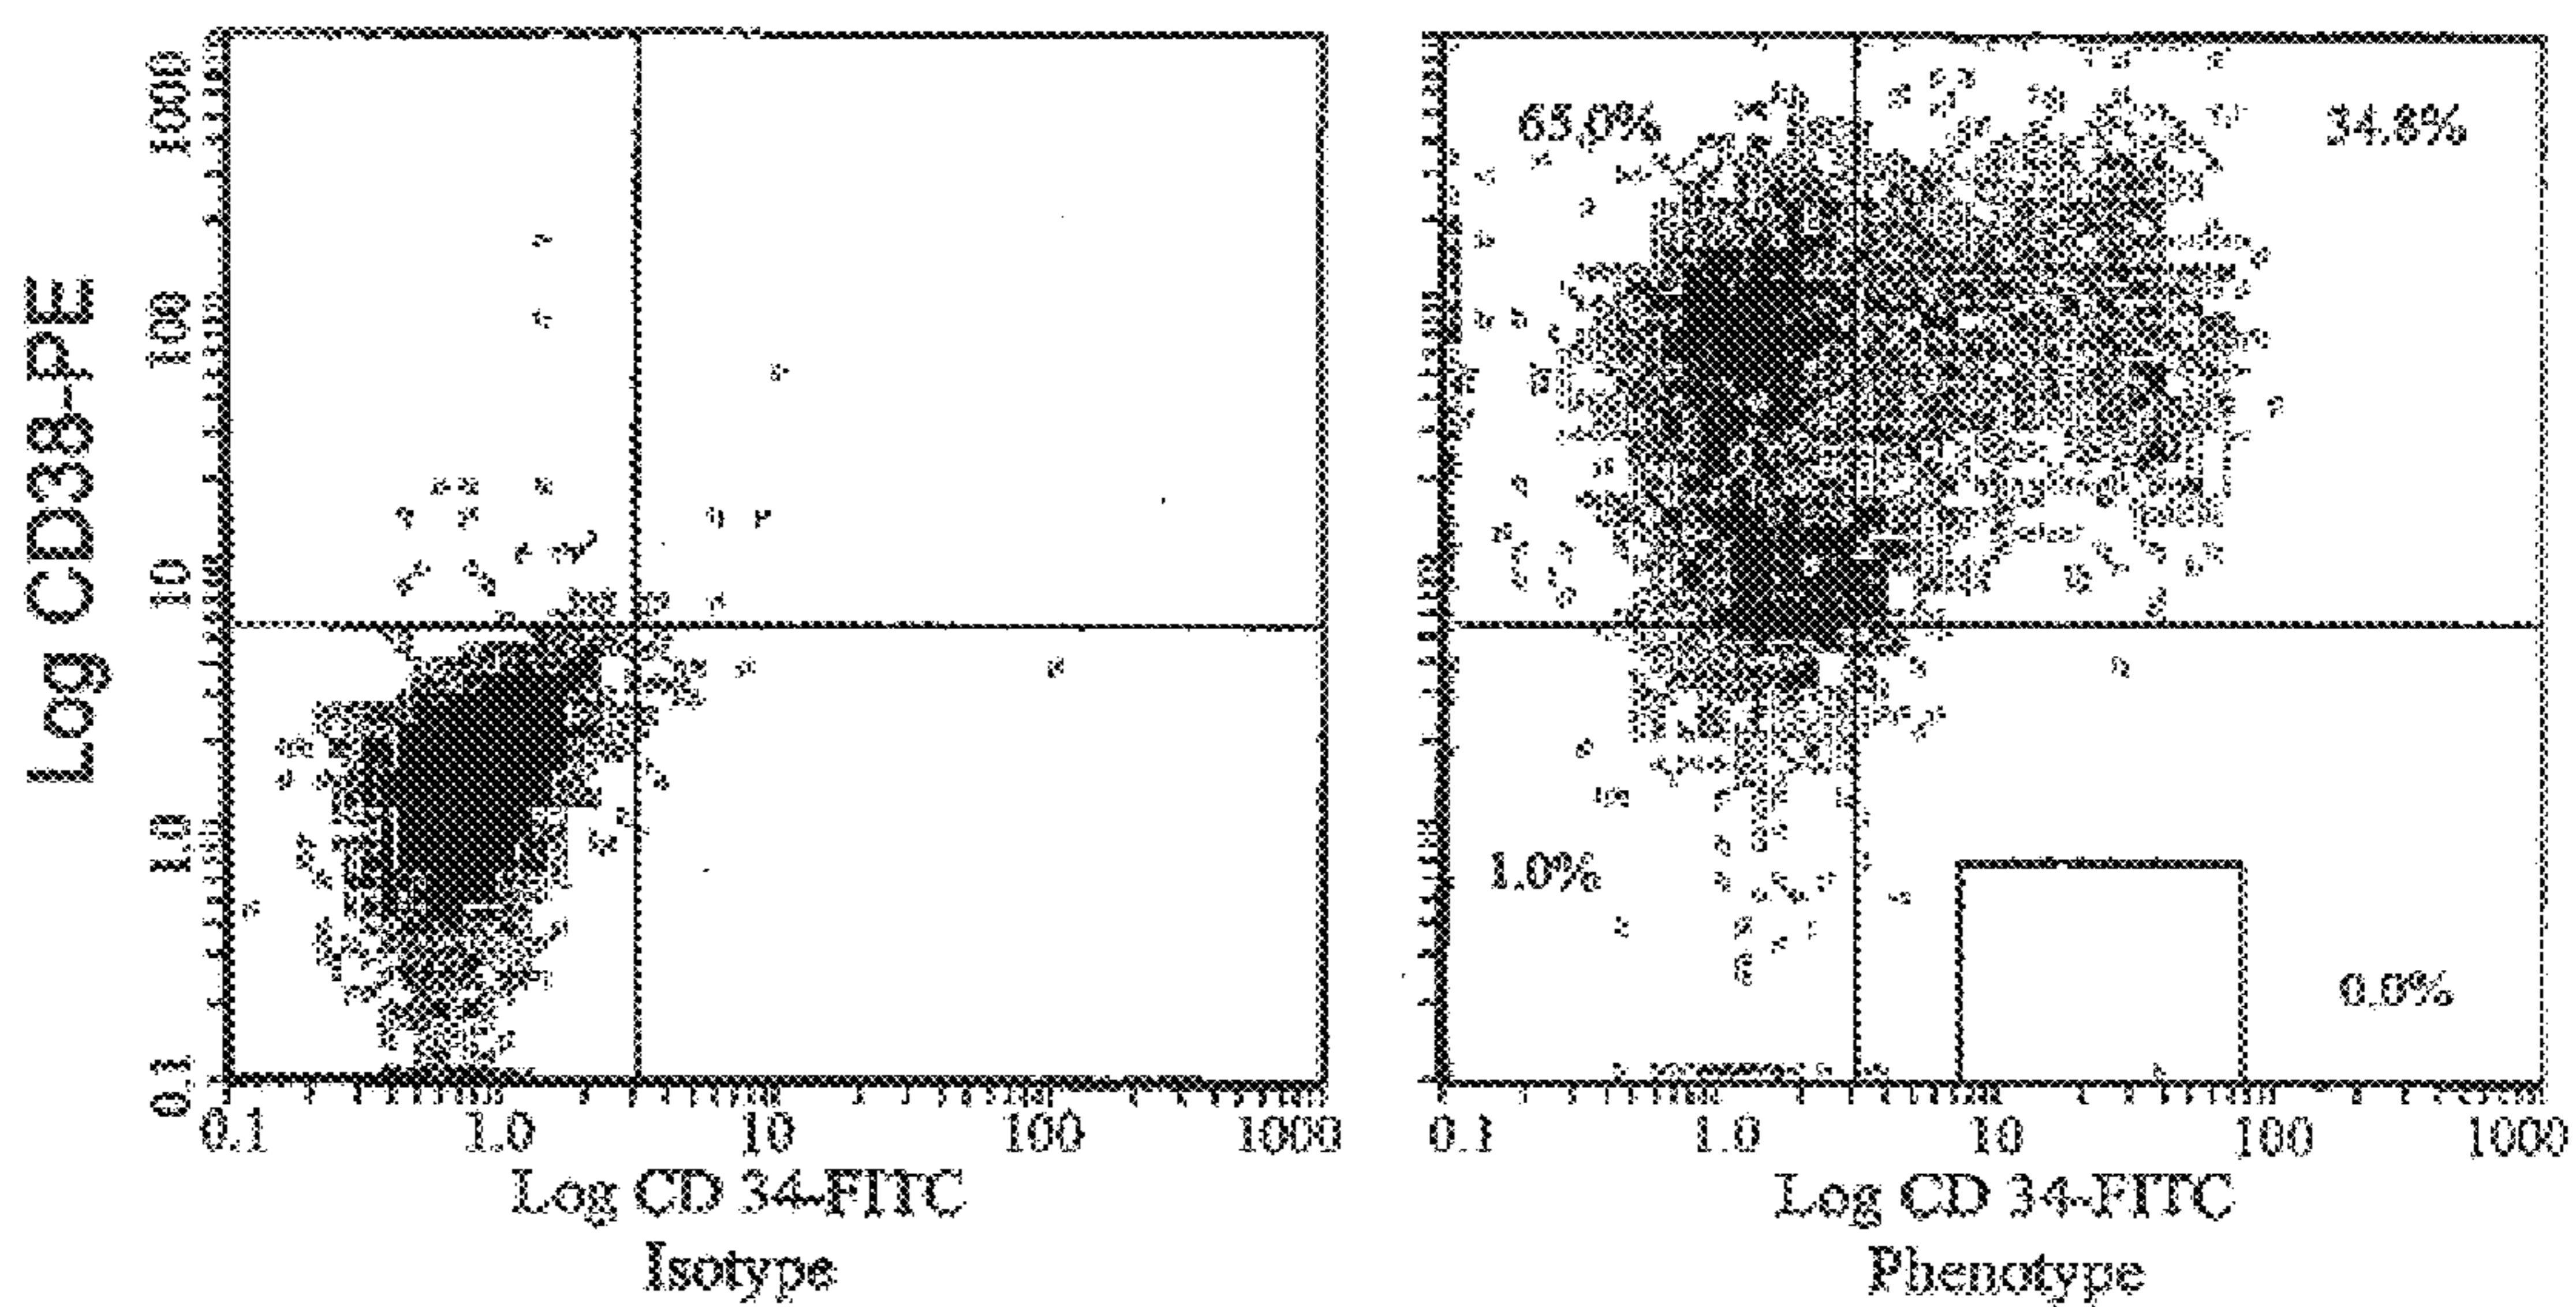 Log CD38-PE
1000
100
10
1.0
0.1
0.1 1.0 10 100 1000
Log CD 34-FITC
Isotype
65.0%
34.8%
1.0%
0.0%
0.1 1.0 10 100 1000
Log CD 34-FITC
Phenotype